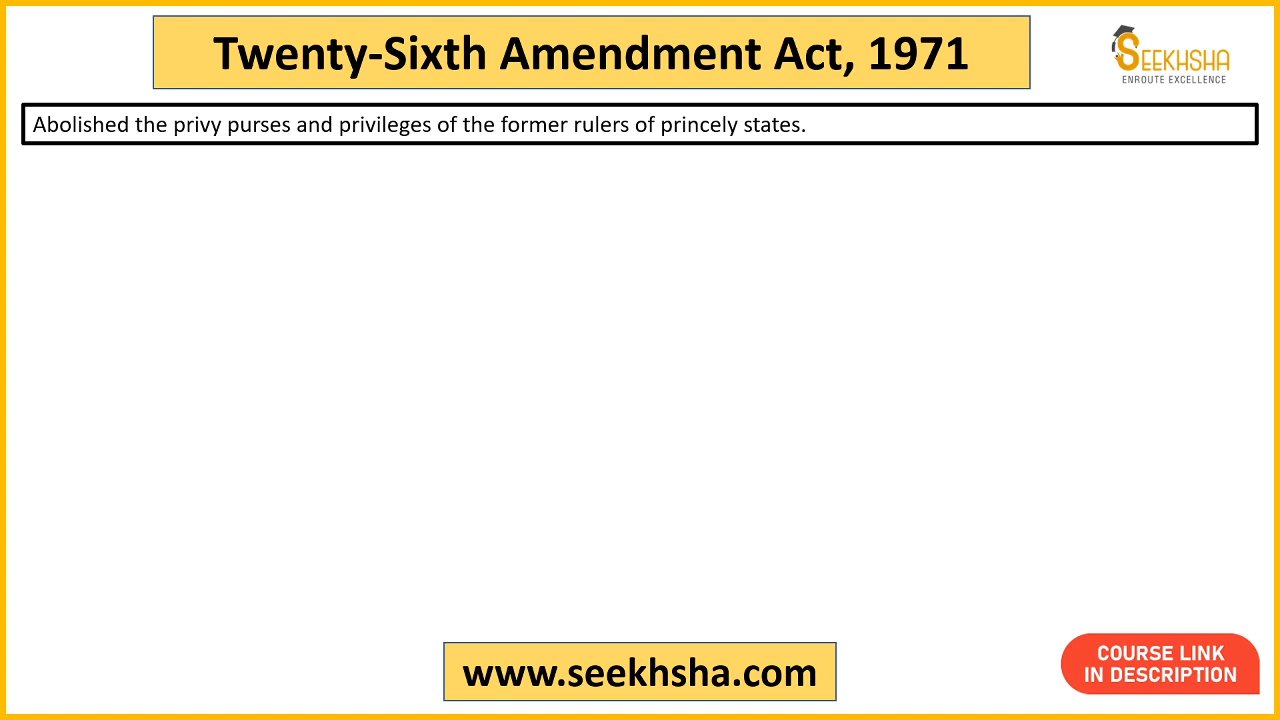 Twenty-Sixth Amendment Act, 1971
SEEKHSHA
ENROUTE EXCELLENCE
Abolished the privy purses and privileges of the former rulers of princely states.
www.seekhsha.com
COURSE LINK
IN DESCRIPTION